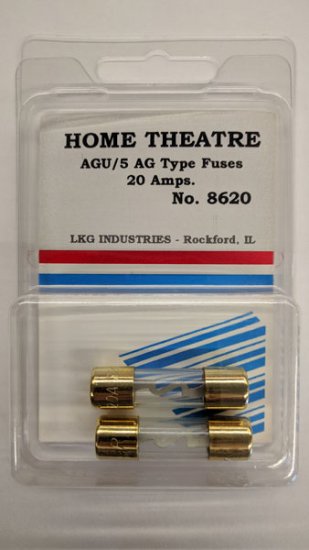 HOME THEATRE
AGU/5 AG Type Fuses
20 Amps.
No. 8620
LKG INDUSTRIES - Rockford, IL